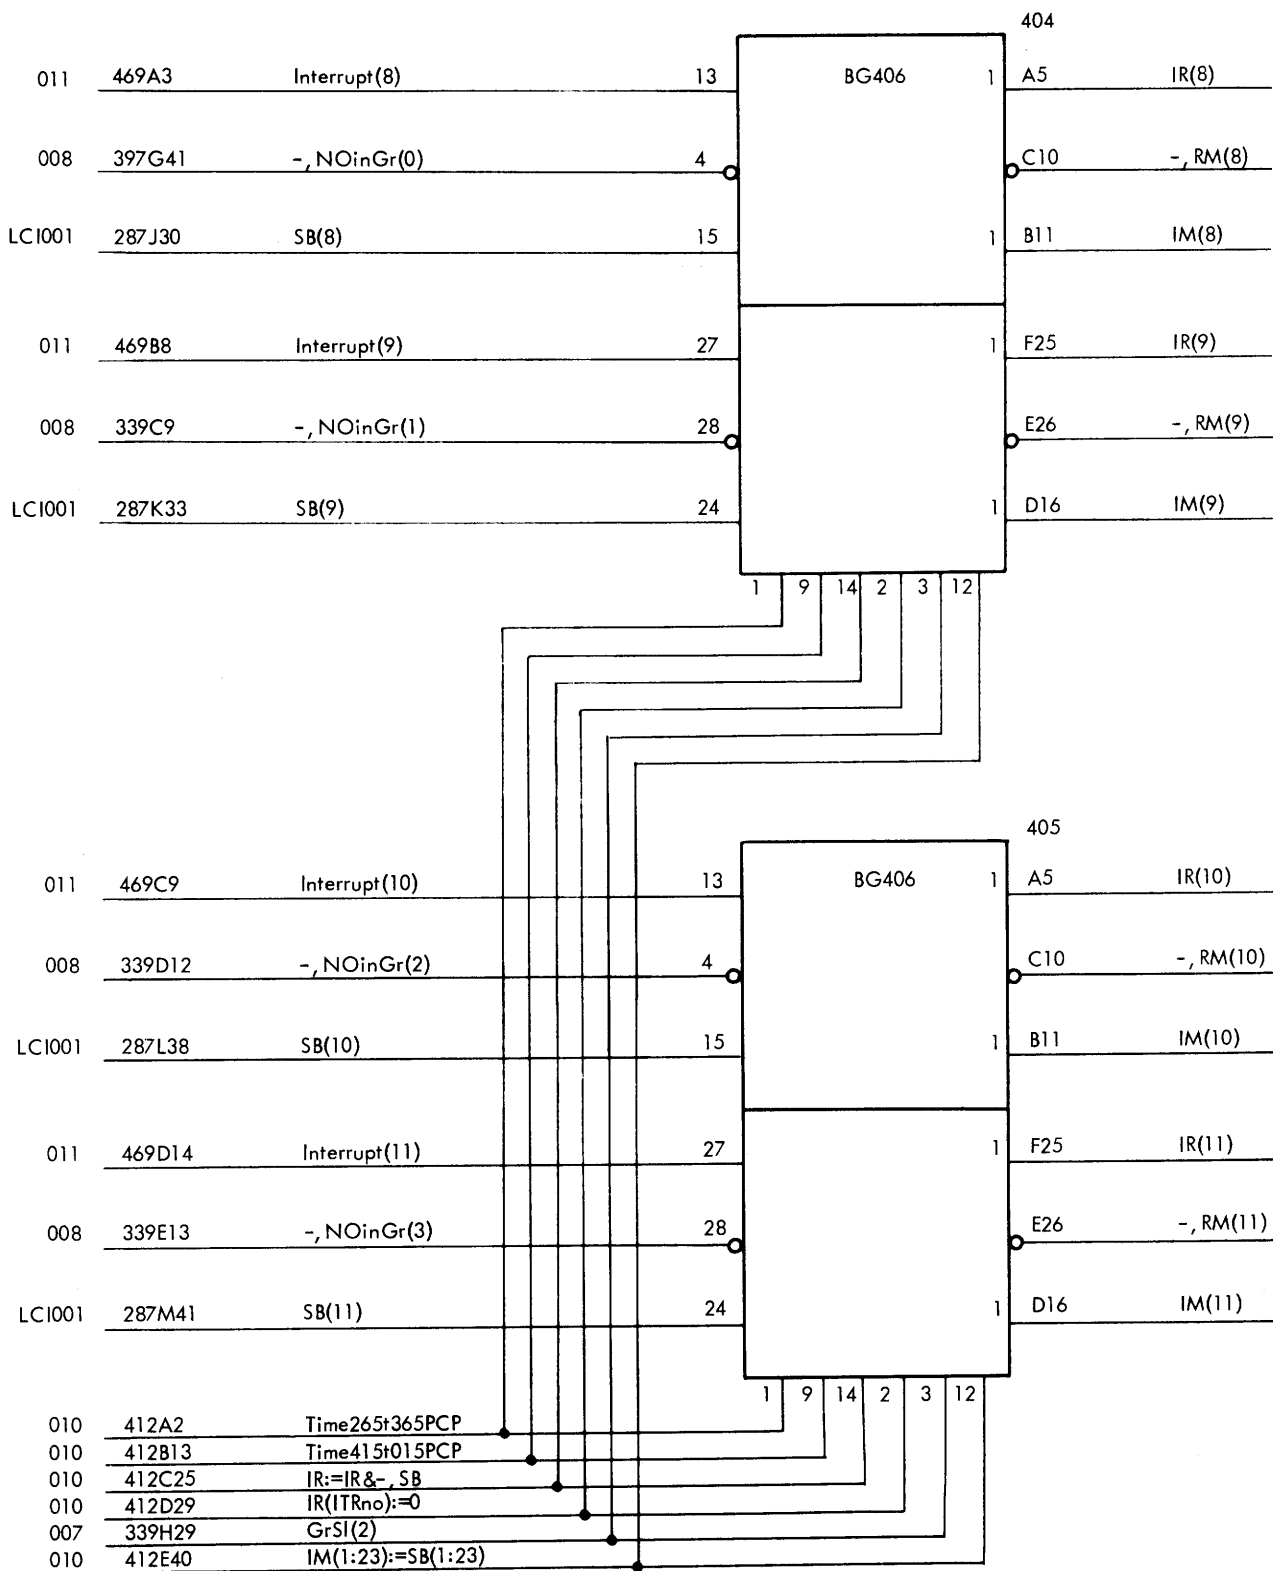 404
011 469A3 Interrupt(8) 13 BG406 1 A5 IR(8)
008 397G41 -, NOinGr(0) 4 C10 -, RM(8)
LCI001 287J30 SB(8) 15 1 B11 IM(8)
011 469B8 Interrupt(9) 27 1 F25 IR(9)
008 339C9 -, NOinGr(1) 28 E26 -, RM(9)
LCI001 287K33 SB(9) 24 1 D16 IM(9)
1 9 14 2 3 12
405
011 469C9 Interrupt(10) 13 BG406 1 A5 IR(10)
008 339D12 -, NOinGr(2) 4 C10 -, RM(10)
LCI001 287L38 SB(10) 15 1 B11 IM(10)
011 469D14 Interrupt(11) 27 1 F25 IR(11)
008 339E13 -, NOinGr(3) 28 E26 -, RM(11)
LCI001 287M41 SB(11) 24 1 D16 IM(11)
1 9 14 2 3 12
010 412A2 Time265t365PCP
010 412B13 Time415t015PCP
010 412C25 IR:=IR&-, SB
010 412D29 IR(ITRno):=0
007 339H29 GrSI(2)
010 412E40 IM(1:23):=SB(1:23)